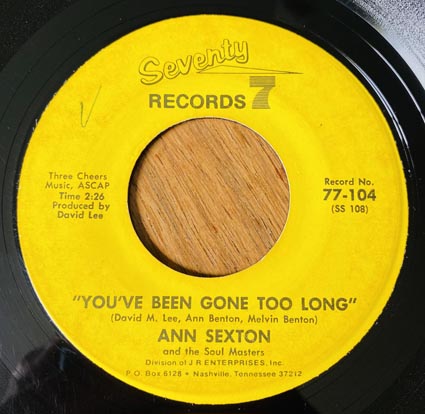 Seventy
RECORDS 7
Three Cheers
Music, ASCAP
Time 2:26
Produced by
David Lee
Record No.
77-104
(SS 108)
"YOU'VE BEEN GONE TOO LONG"
(David M. Lee, Ann Benton, Melvin Benton)
ANN SEXTON
and the Soul Masters
Division of J R ENTERPRISES, Inc.
P.O. Box 6128 • Nashville, Tennessee 37212